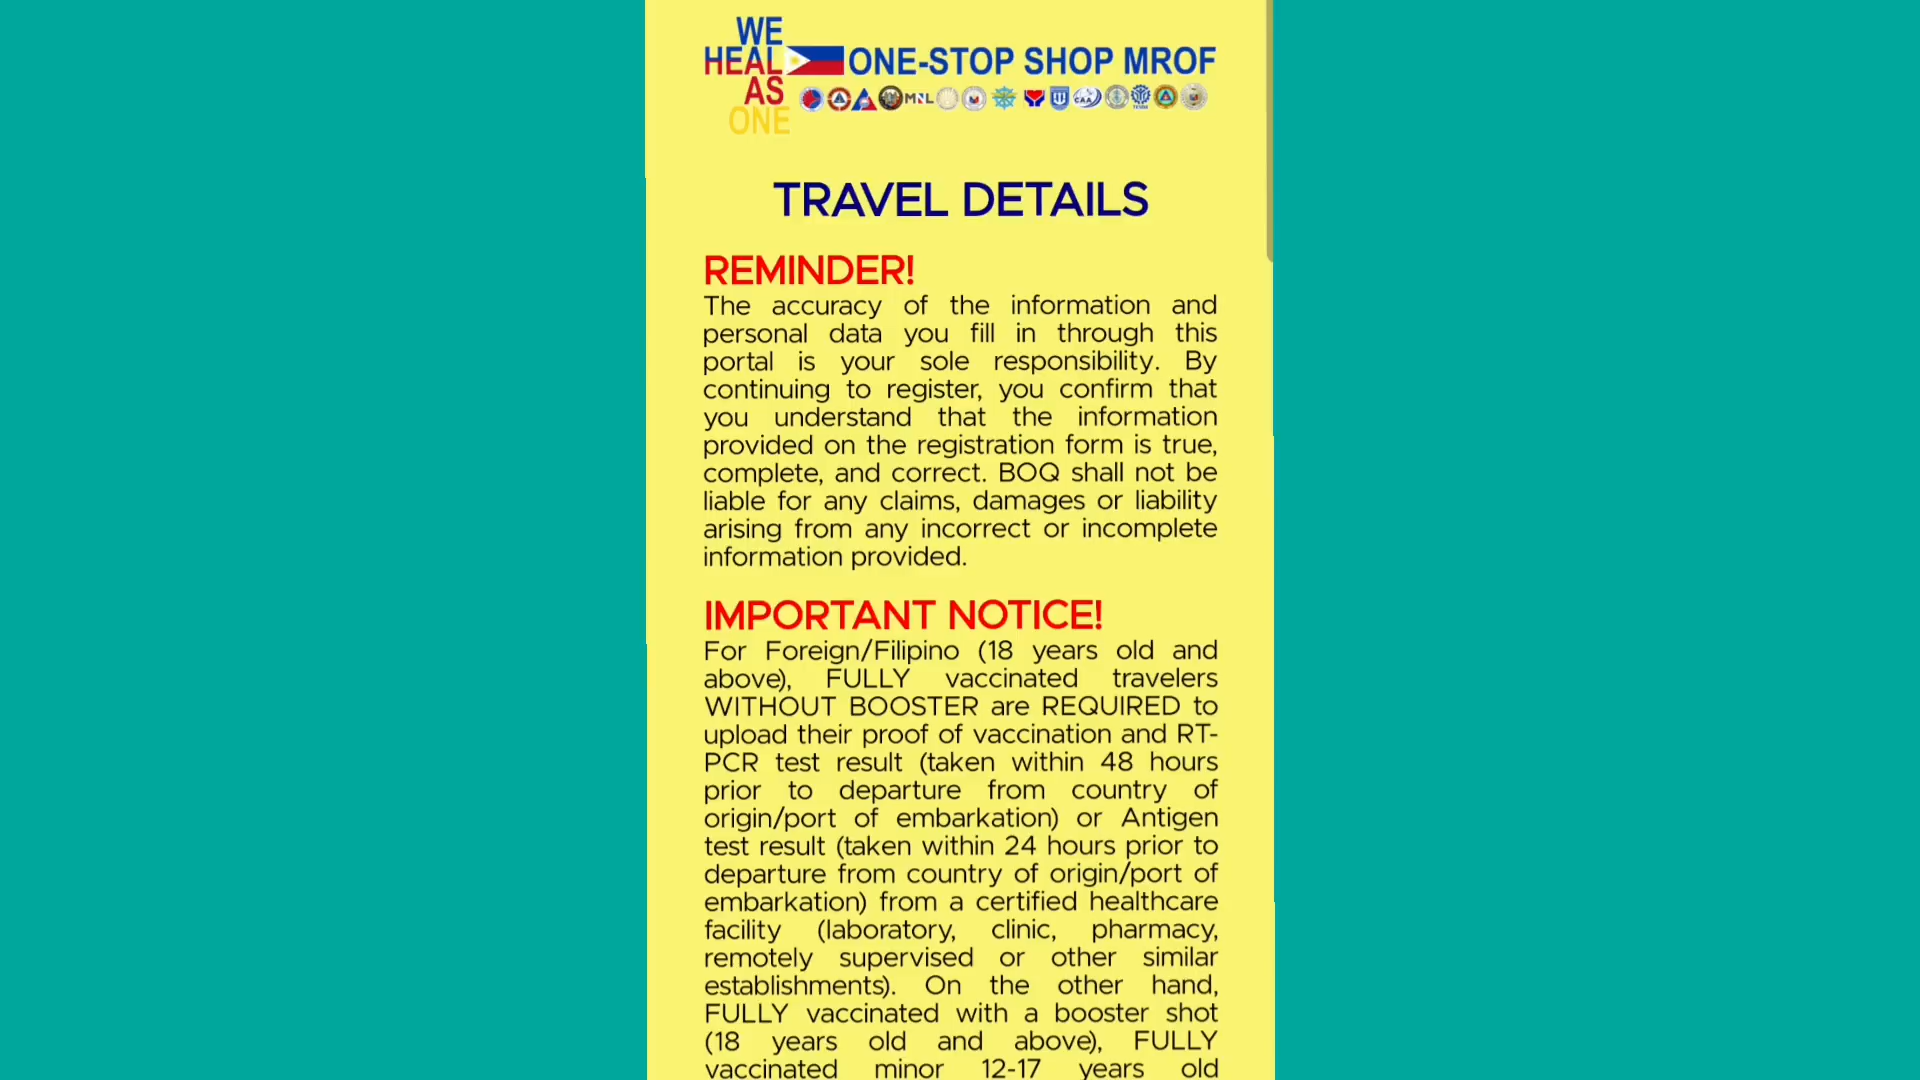 WE
HEAL
AS
ONE
ONE-STOP SHOP MROF
MNL
CAA
TRAVEL DETAILS
REMINDER!
The accuracy of the information and
personal data you fill in through this
portal is your sole responsibility. By
continuing to register, you confirm that
you understand that the information
provided on the registration form is true,
complete, and correct. BOQ shall not be
liable for any claims, damages or liability
arising from any incorrect or incomplete
information provided.
IMPORTANT NOTICE!
For Foreign/Filipino (18 years old and
above), FULLY vaccinated travelers
WITHOUT BOOSTER are REQUIRED to
upload their proof of vaccination and RT-
PCR test result (taken within 48 hours
prior to departure from country of
origin/port of embarkation) or Antigen
test result (taken within 24 hours prior to
departure from country of origin/port of
embarkation) from a certified healthcare
facility (laboratory, clinic, pharmacy,
remotely supervised or other similar
establishments). On the other hand,
FULLY vaccinated with a booster shot
(18 years old and above), FULLY
vaccinated minor 12-17 years old